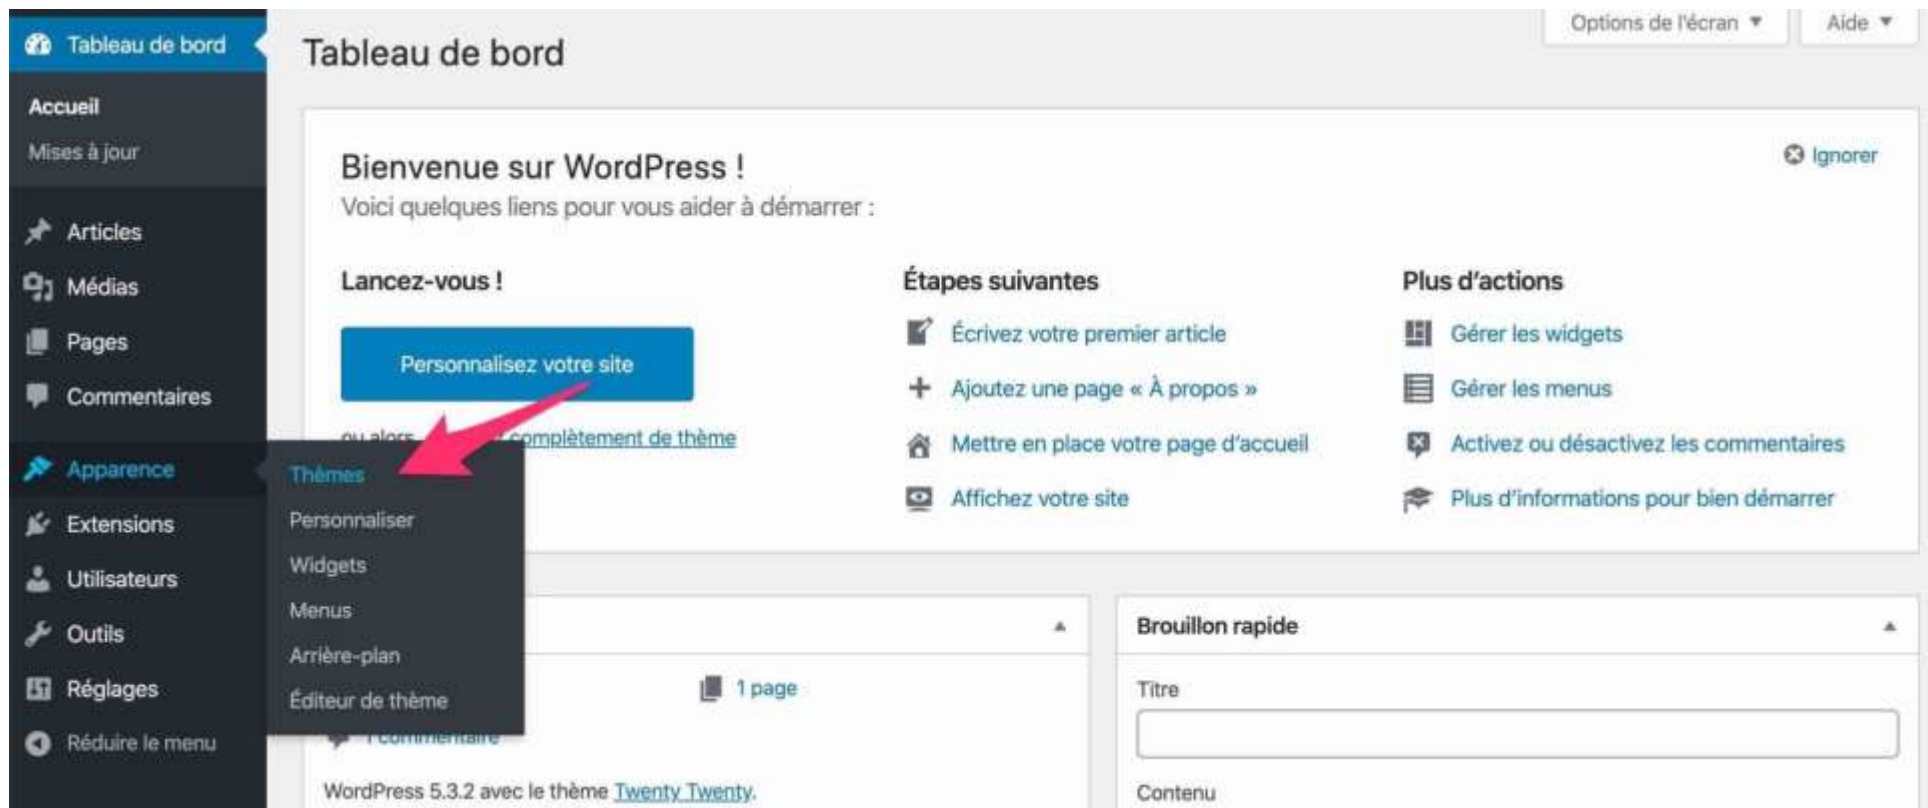 Tableau de bord
Accueil
Mises à jour
Articles
Médias
Pages
Commentaires
Apparence
Extensions
Utilisateurs
Outils
Réglages
Réduire le menu
Thèmes
Personnaliser
Widgets
Menus
Arrière-plan
Éditeur de thème
Options de l'écran
Aide
Tableau de bord
Bienvenue sur WordPress !
Voici quelques liens pour vous aider à démarrer :
Ignorer
Lancez-vous !
Personnalisez votre site
ou alors, complètement de thème
Étapes suivantes
Écrivez votre premier article
Ajoutez une page « À propos »
Mettre en place votre page d'accueil
Affichez votre site
Plus d'actions
Gérer les widgets
Gérer les menus
Activez ou désactivez les commentaires
Plus d'informations pour bien démarrer
1 page
1 commentaire
WordPress 5.3.2 avec le thème Twenty Twenty.
Brouillon rapide
Titre
Contenu